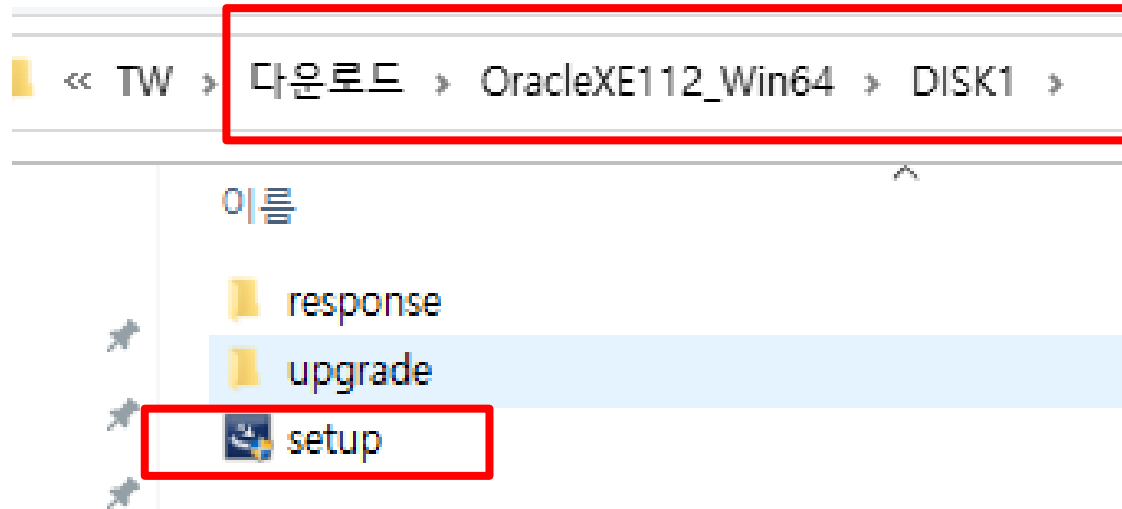 « TW > 다운로드 > OracleXE112_Win64 > DISK1 >
이름
response
upgrade
setup